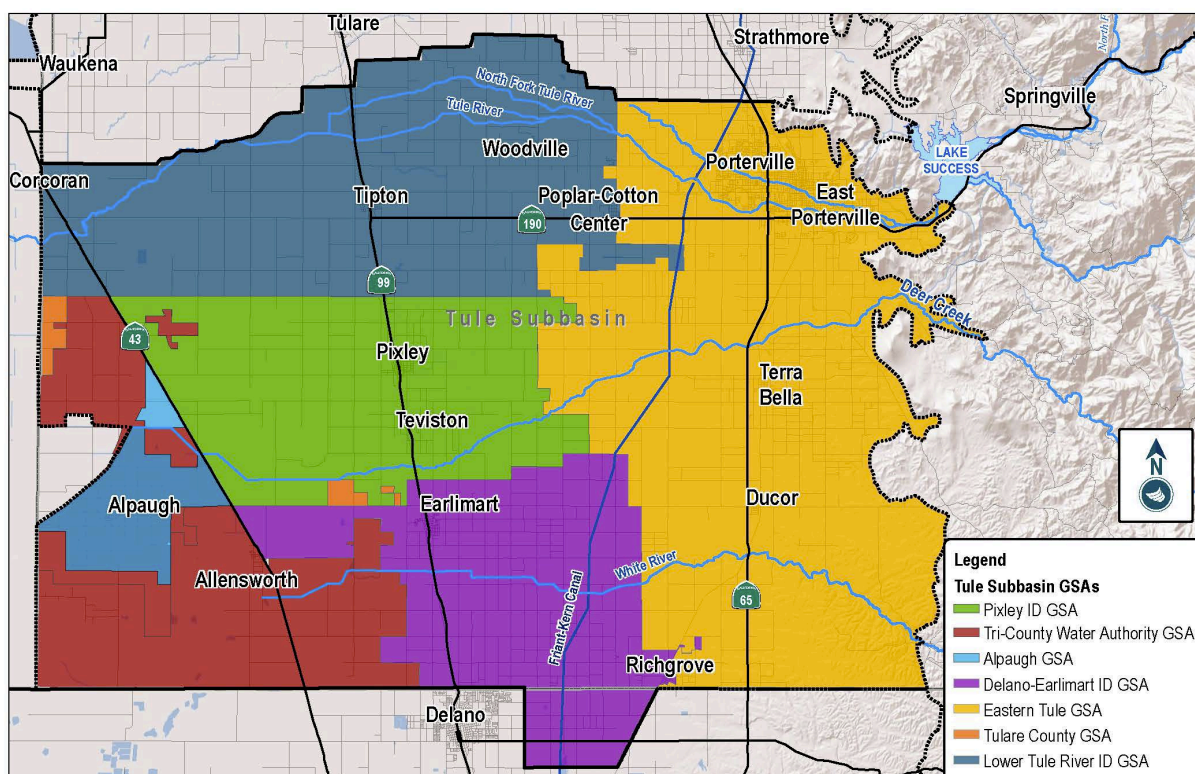 Tulare
Strathmore
Waukena
North F
Springville
North Fork Tule River
Tule River
Woodville
Porterville
LAKE
SUCCESS
Corcoran
Tipton
Poplar-Cotton
Center
East
Porterville
190
99
Deer Creek
Tule Subbasin
43
Pixley
Terra
Bella
Teviston
N
Alpaugh
Earlimart
Ducor
Allensworth
White River
65
Friant-Kern Canal
Richgrove
Delano
Legend
Tule Subbasin GSAs
Pixley ID GSA
Tri-County Water Authority GSA
Alpaugh GSA
Delano-Earlimart ID GSA
Eastern Tule GSA
Tulare County GSA
Lower Tule River ID GSA